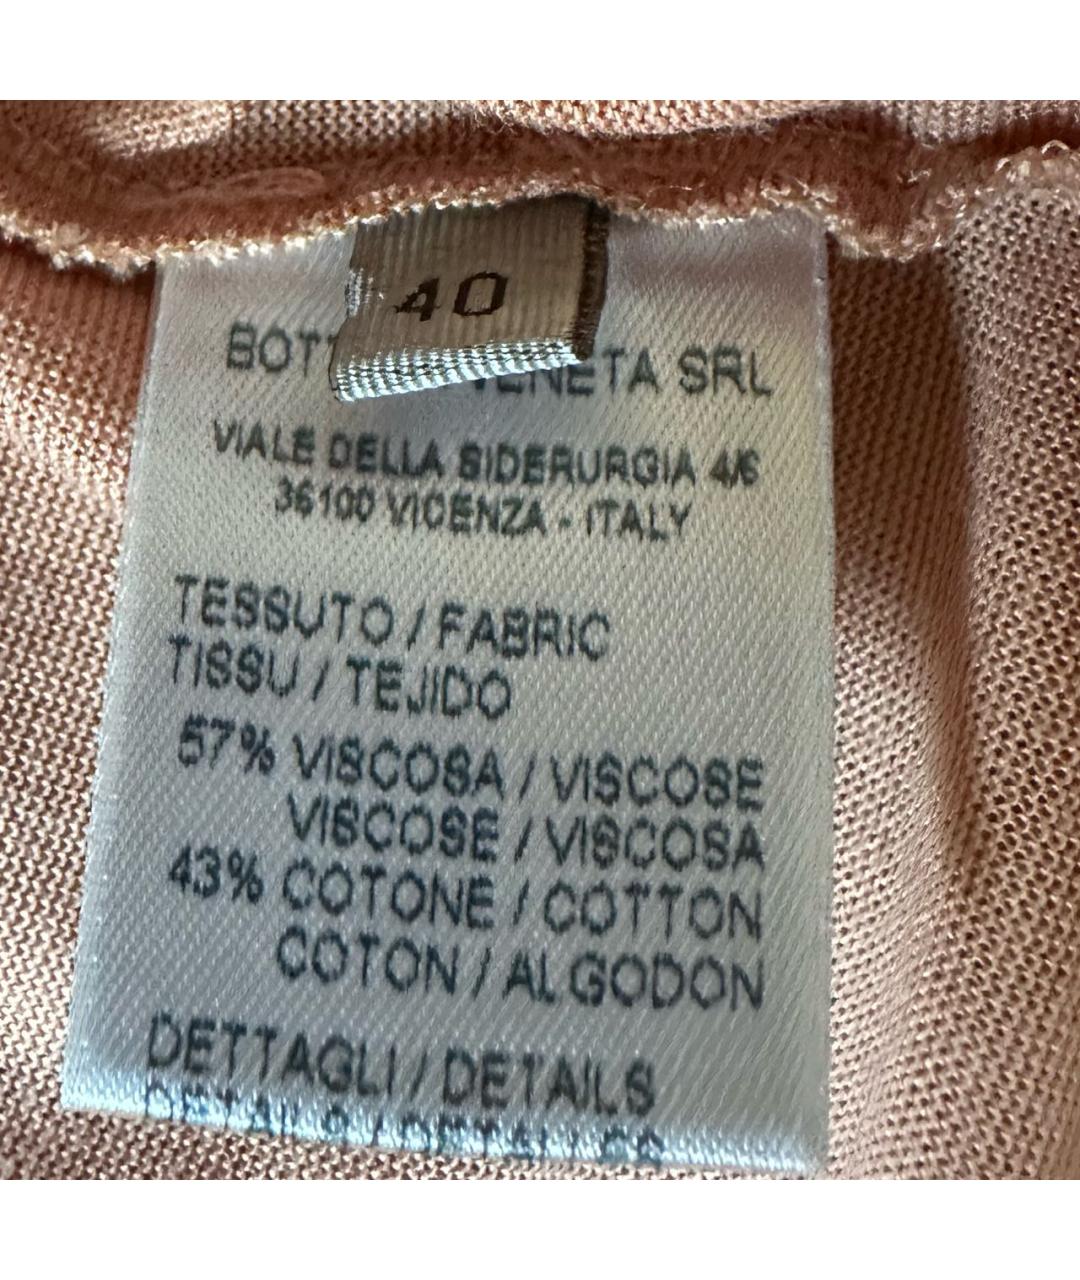 40
BOT VENETA SRL
VIALE DELLA SIDERURGIA 4/6
36100 VICENZA - ITALY
TESSUTO / FABRIC
TISSU / TEJIDO
57% VISCOSA / VISCOSE
VISCOSE / VISCOSA
43% COTONE / COTTON
COTON / ALGODON
DETTAGLI / DETAILS